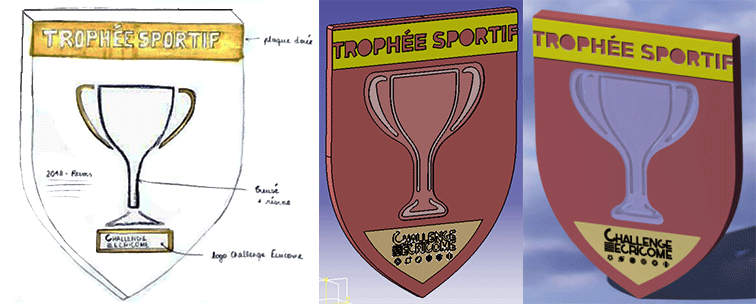 TROPHÉE SPORTIF
plaque dorée
2018 - Reims
Creusé
+ résine
CHALLENGE
ECRICOME
logo Challenge Ecricome
TROPHÉE SPORTIF
CHALLENGE
ECRICOME
TROPHÉE SPORTIF
CHALLENGE
ECRICOME